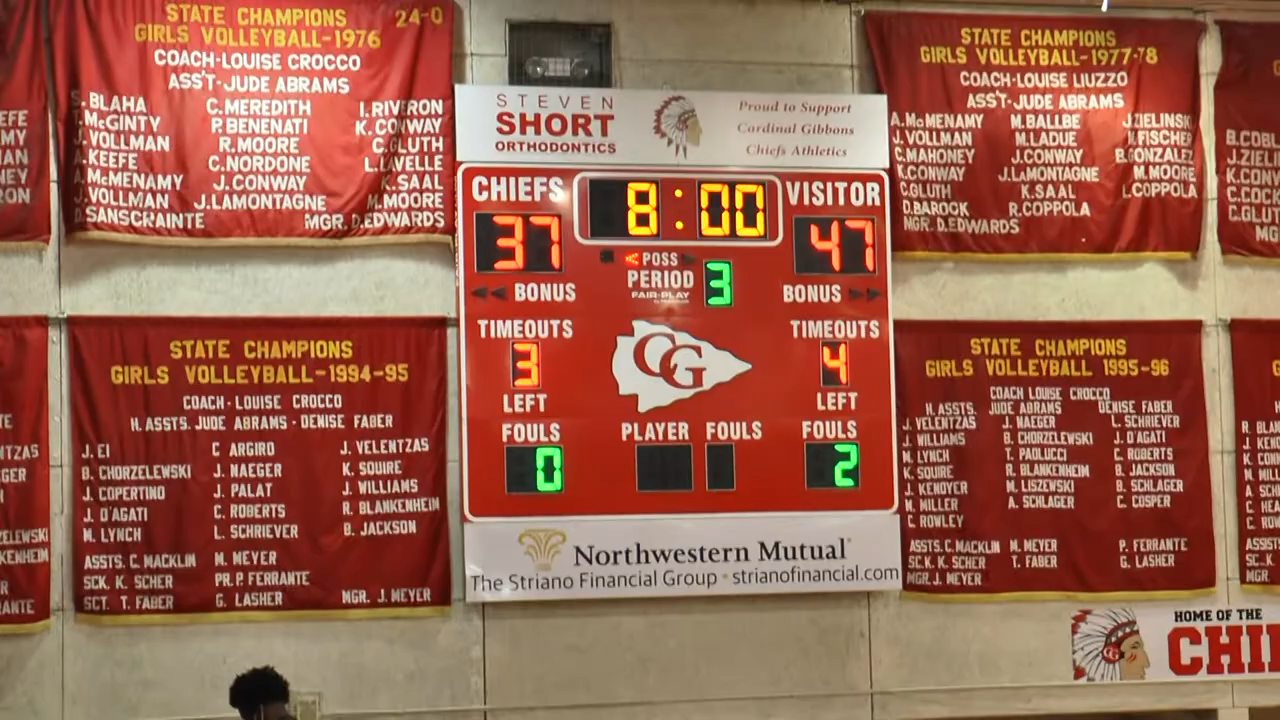 STATE CHAMPIONS 24-0
GIRLS VOLLEYBALL-1976
COACH-LOUISE CROCCO
ASS'T-JUDE ABRAMS
S.BLAHA C.MEREDITH I.RIVERON
T.McGINTY P.BENENATI K.CONWAY
J.VOLLMAN R.MOORE C.GLUTH
A.KEEFE C.NORDONE L.LAVELLE
A.McMENAMY J.CONWAY K.SAAL
J.VOLLMAN J.LAMONTAGNE M.MOORE
D.SANSCRAINTE MGR.D.EDWARDS
STEVEN
SHORT
ORTHODONTICS
Proud to Support
Cardinal Gibbons
Chiefs Athletics
CHIEFS 8:00 VISITOR
37 47
< POSS
PERIOD 3
FAIR-PLAY
BONUS BONUS
TIMEOUTS TIMEOUTS
3 4
LEFT CG LEFT
FOULS PLAYER FOULS FOULS
0 2
Northwestern Mutual
The Striano Financial Group • strianofinancial.com
STATE CHAMPIONS
GIRLS VOLLEYBALL-1977-78
COACH-LOUISE LIUZZO
ASS'T-JUDE ABRAMS
A.McMENAMY M.BALLBE J.ZIELINSKI
J.VOLLMAN M.LADUE V.FISCHER
C.MAHONEY J.CONWAY B.GONZALEZ
K.CONWAY J.LAMONTAGNE M.MOORE
C.GLUTH K.SAAL L.COPPOLA
D.BAROCK R.COPPOLA
MGR. D.EDWARDS
STATE CHAMPIONS
GIRLS VOLLEYBALL-1994-95
COACH-LOUISE CROCCO
H. ASSTS. JUDE ABRAMS - DENISE FABER
J. EI C ARGIRO J. VELENTZAS
B. CHORZELEWSKI J. NAEGER K. SQUIRE
J. COPERTINO J. PALAT J. WILLIAMS
J. O'AGATI C. ROBERTS R. BLANKENHEIM
M. LYNCH L. SCHRIEVER B. JACKSON
ASSTS. C. MACKLIN M. MEYER
SCK. K. SCHER PR. P. FERRANTE
SCT. T. FABER G. LASHER MGR. J. MEYER
STATE CHAMPIONS
GIRLS VOLLEYBALL 1995-96
COACH LOUISE CROCCO
H. ASSTS. JUDE ABRAMS DENISE FABER
J. VELENTZAS J. NAEGER L. SCHRIEVER
J. WILLIAMS B. CHORZELEWSKI J. O'AGATI
M. LYNCH T. PAOLUCCI C. ROBERTS
K. SQUIRE R. BLANKENHEIM B. JACKSON
J. KENOYER M. LISZEWSKI B. SCHLAGER
M. MILLER A. SCHLAGER C. COSPER
C. ROWLEY
ASSTS. C. MACKLIN M. MEYER P. FERRANTE
SC.K. K. SCHER T. FABER G. LASHER
MGR. J. MEYER
HOME OF THE
CHI